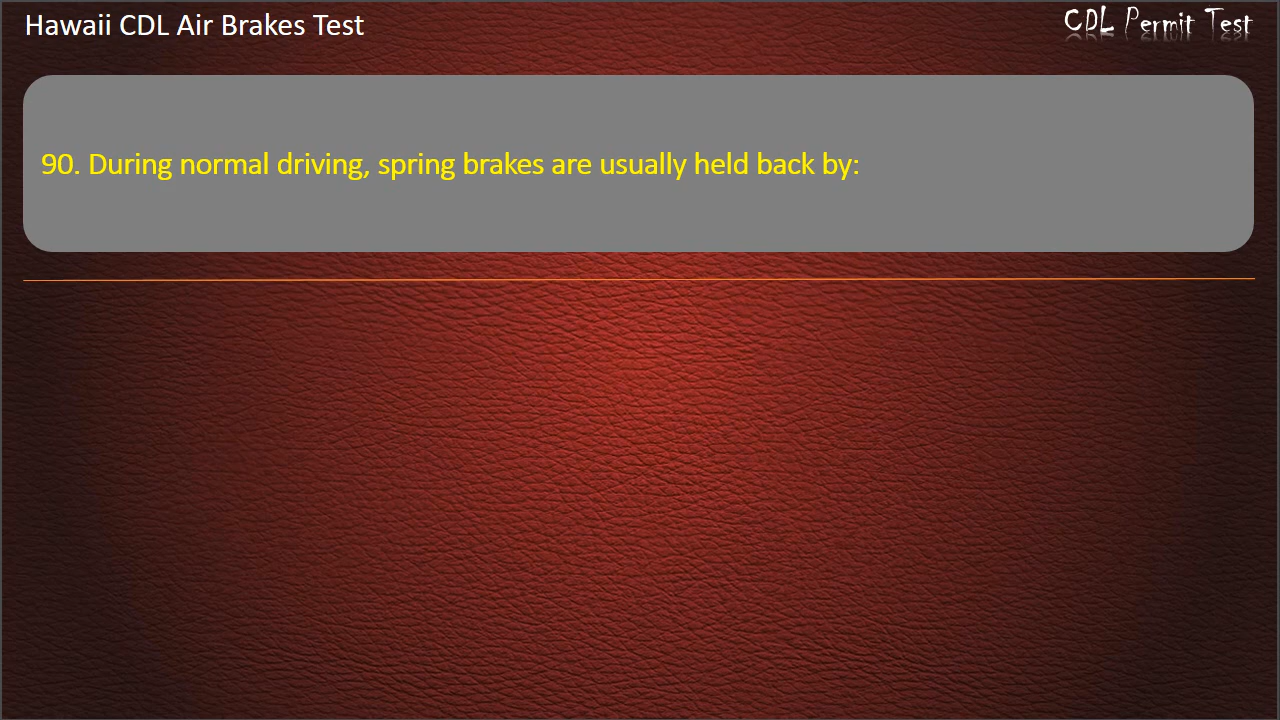 Hawaii CDL Air Brakes Test
CDL Permit Test
90. During normal driving, spring brakes are usually held back by: